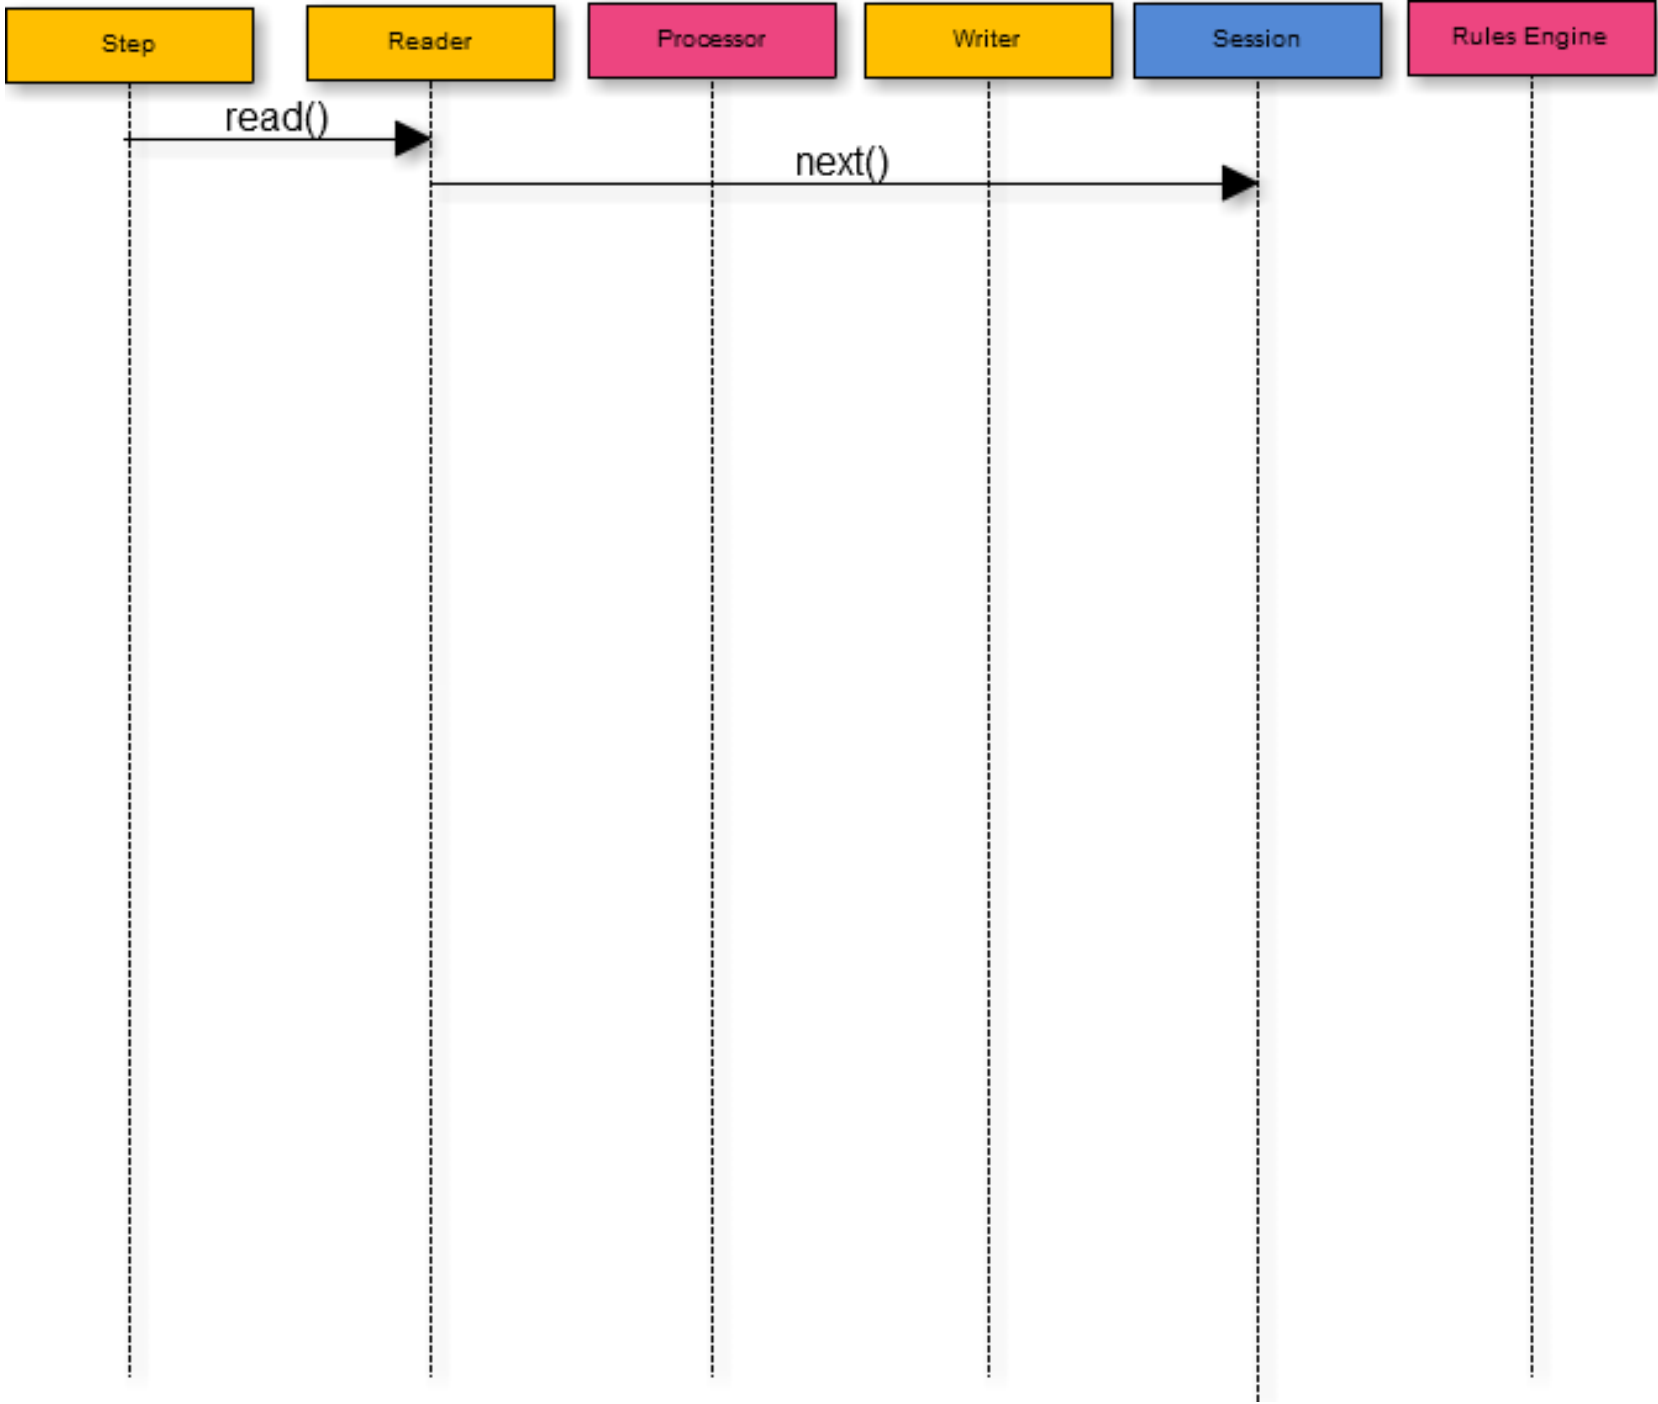 Step
Reader
Processor
Writer
Session
Rules Engine
read()
next()